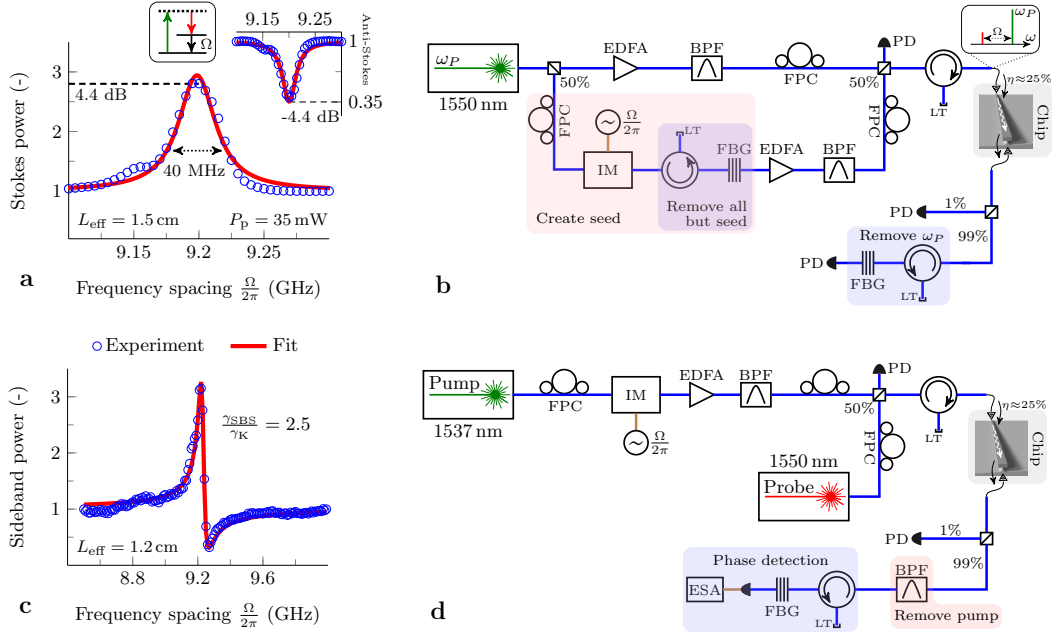 Ω
9.15 9.25
Anti-Stokes
1
0.35
-4.4 dB
4.4 dB
40 MHz
3
2
1
Stokes power (-)
L_eff = 1.5 cm
P_p = 35 mW
9.15 9.2 9.25
Frequency spacing Ω/2π (GHz)
a
ω_P
1550 nm
50%
EDFA
BPF
FPC
PD
50%
LT
ω_P
Ω
ω
η≈25%
Chip
FPC
Ω/2π
~
IM
LT
FBG
Create seed
Remove all
but seed
EDFA
BPF
FPC
PD
1%
99%
Remove ω_P
PD
FBG
LT
b
Experiment
Fit
3
2
1
Sideband power (-)
γ_SBS/γ_K = 2.5
L_eff = 1.2 cm
8.8 9.2 9.6
Frequency spacing Ω/2π (GHz)
c
Pump
1537 nm
FPC
IM
~
Ω/2π
EDFA
BPF
PD
50%
LT
FPC
1550 nm
Probe
η≈25%
Chip
PD
1%
99%
Phase detection
ESA
FBG
LT
BPF
Remove pump
d